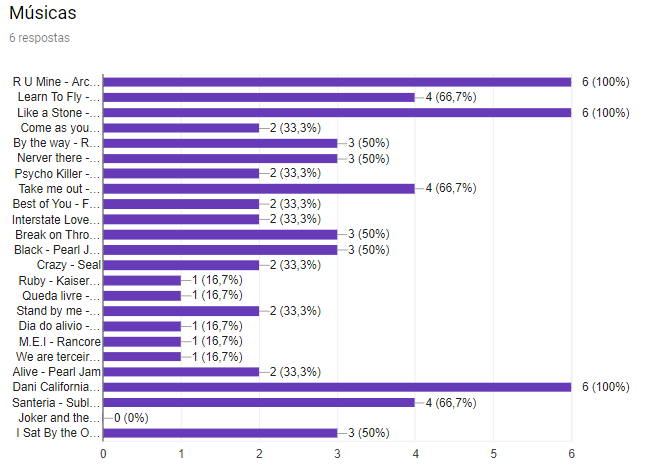 Músicas
6 respostas
R U Mine - Arc... 6 (100%)
Learn To Fly -... 4 (66,7%)
Like a Stone -... 6 (100%)
Come as you... 2 (33,3%)
By the way - R... 3 (50%)
Nerver there -... 3 (50%)
Psycho Killer -... 2 (33,3%)
Take me out -... 4 (66,7%)
Best of You - F... 2 (33,3%)
Interstate Love... 2 (33,3%)
Break on Thro... 3 (50%)
Black - Pearl J... 3 (50%)
Crazy - Seal 2 (33,3%)
Ruby - Kaiser... 1 (16,7%)
Queda livre -... 1 (16,7%)
Stand by me -... 2 (33,3%)
Dia do alivio -... 1 (16,7%)
M.E.I - Rancore 1 (16,7%)
We are terceir... 1 (16,7%)
Alive - Pearl Jam 2 (33,3%)
Dani California... 6 (100%)
Santeria - Subl... 4 (66,7%)
Joker and the... 0 (0%)
I Sat By the O... 3 (50%)
0 1 2 3 4 5 6